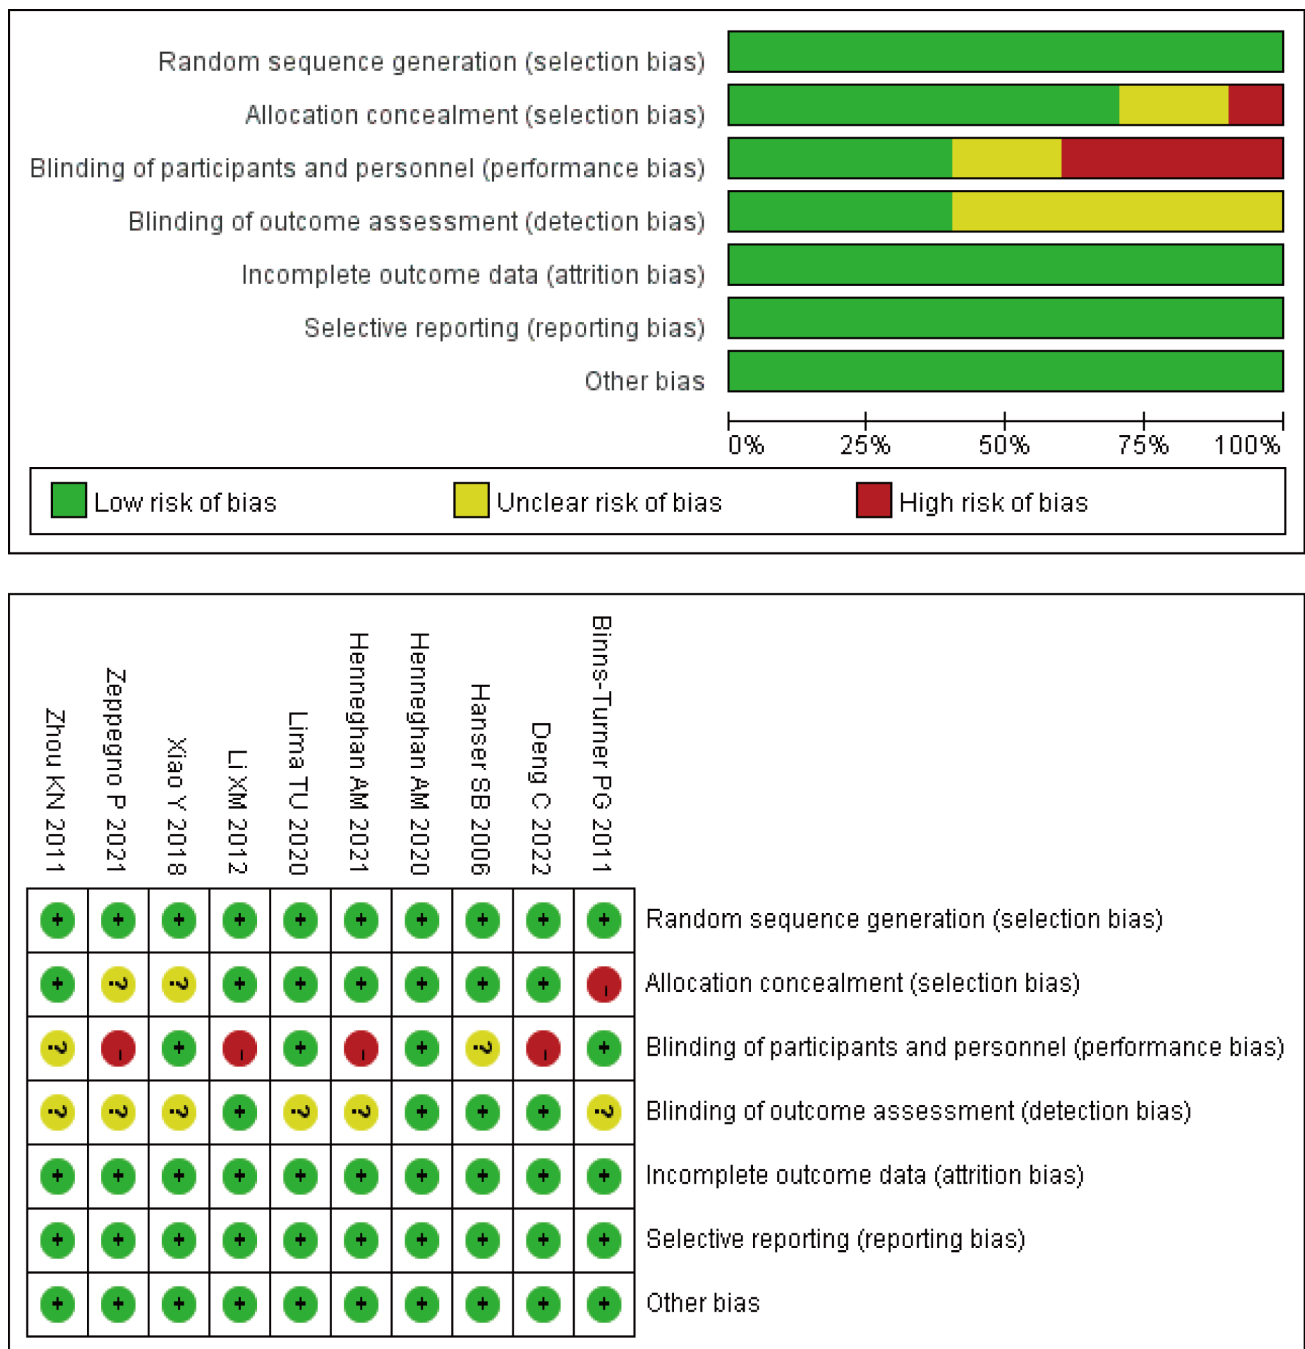 Random sequence generation (selection bias)
Allocation concealment (selection bias)
Blinding of participants and personnel (performance bias)
Blinding of outcome assessment (detection bias)
Incomplete outcome data (attrition bias)
Selective reporting (reporting bias)
Other bias
0% 25% 50% 75% 100%
Low risk of bias Unclear risk of bias High risk of bias
Zhou KN 2011
Zeppegno P 2021
Xiao Y 2018
Li XM 2012
Lima TU 2020
Henneghan AM 2021
Henneghan AM 2020
Hanser SB 2006
Deng C 2022
Binns-Turner PG 2011
+ + + + + + + + + + Random sequence generation (selection bias)
+ ? ? + + + + + + - Allocation concealment (selection bias)
? - + - + - + ? - + Blinding of participants and personnel (performance bias)
? ? ? + ? ? + + + ? Blinding of outcome assessment (detection bias)
+ + + + + + + + + + Incomplete outcome data (attrition bias)
+ + + + + + + + + + Selective reporting (reporting bias)
+ + + + + + + + + + Other bias